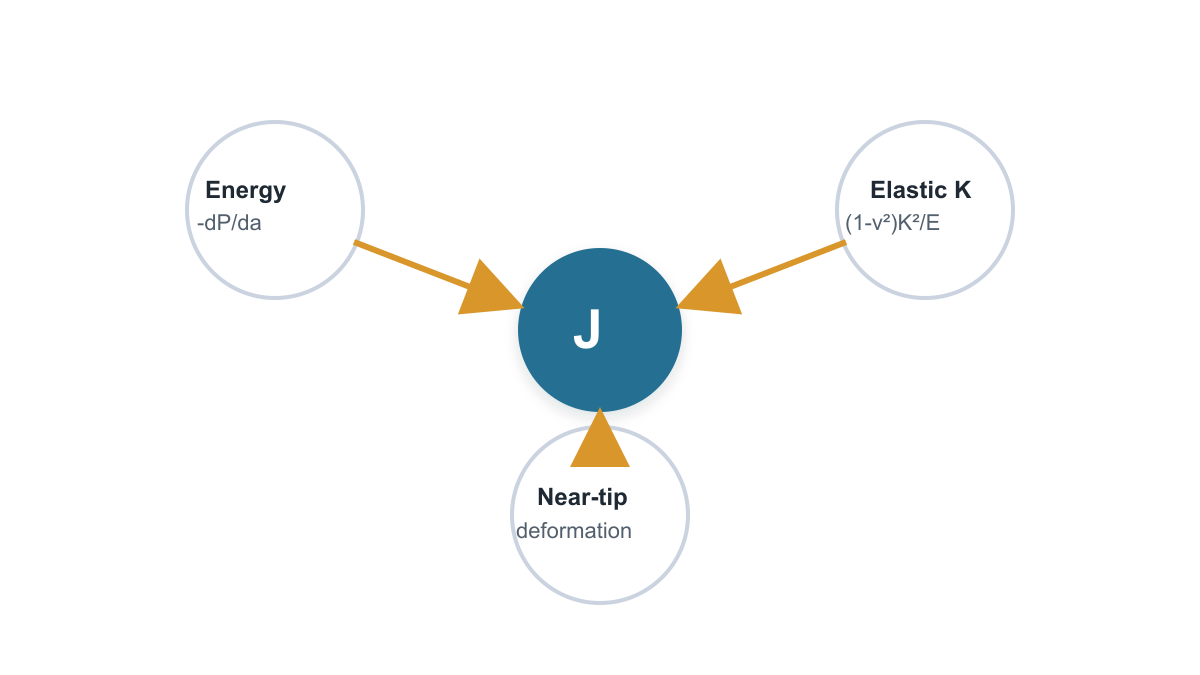 Energy
-dP/da
Elastic K
(1-v²)K²/E
J
Near-tip
deformation